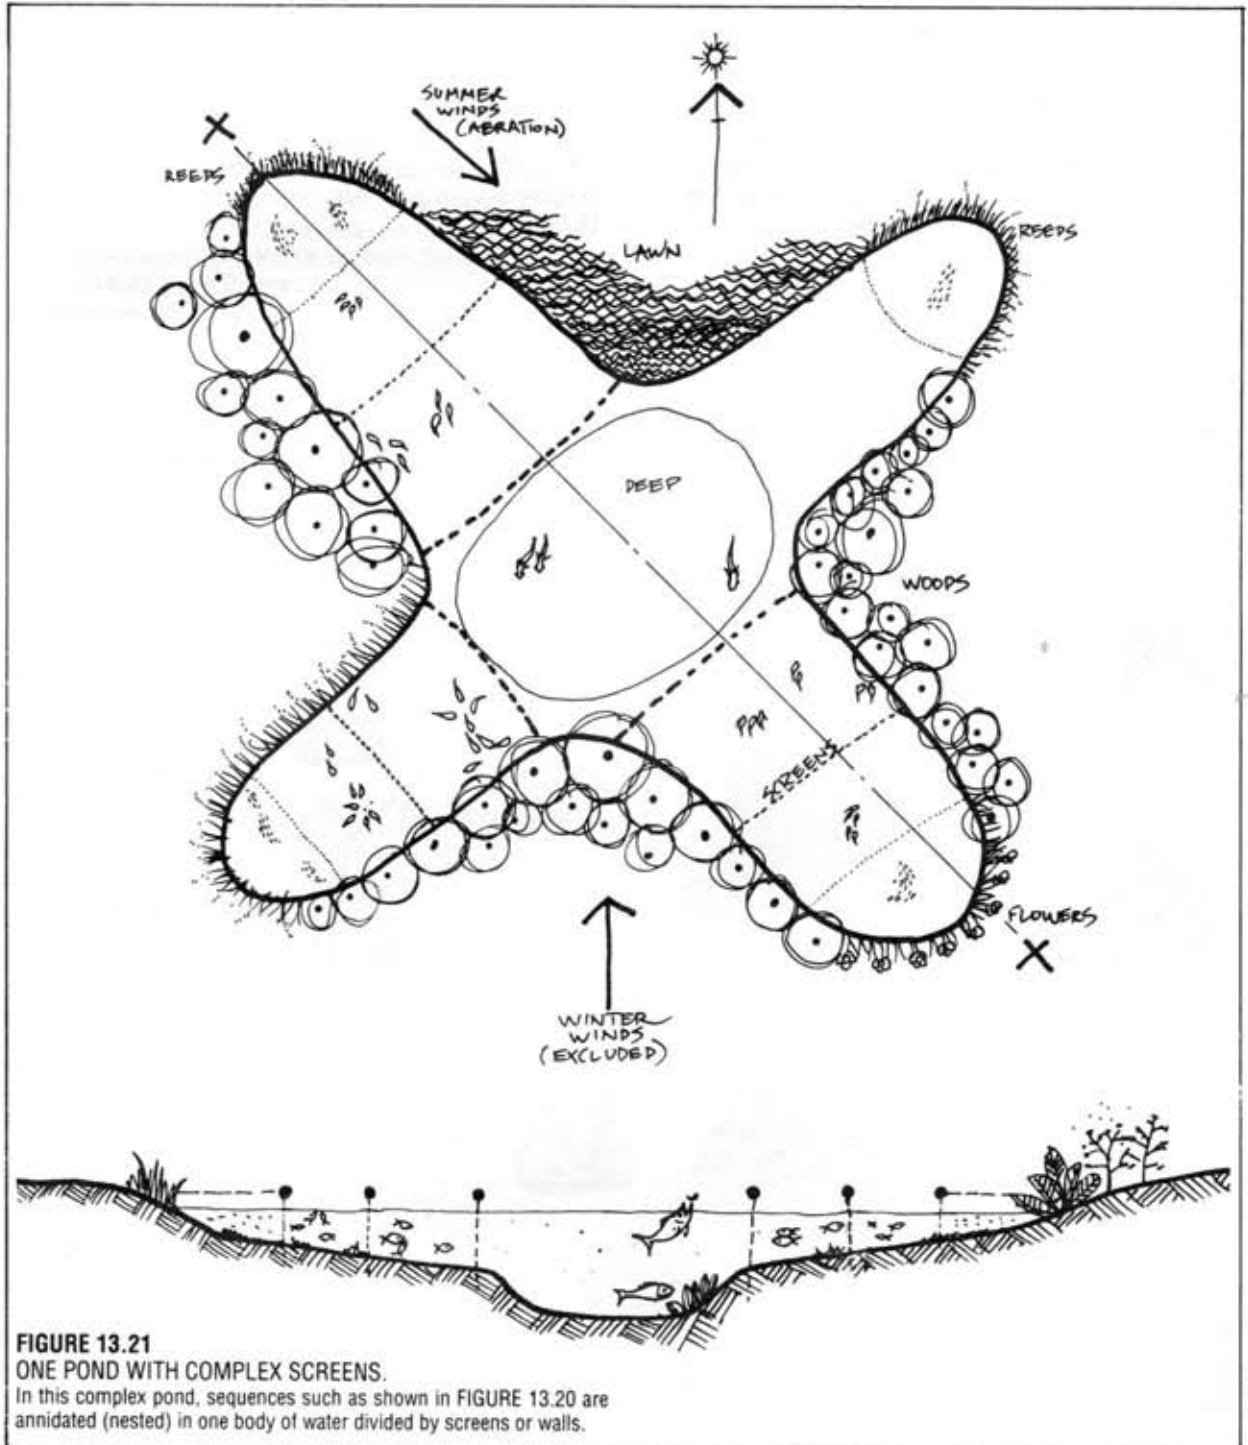 SUMMER
WINDS
(AERATION)
X
REEDS
LAWN
REEDS
DEEP
WOODS
SCREENS
FLOWERS
X
WINTER
WINDS
(EXCLUDED)
FIGURE 13.21
ONE POND WITH COMPLEX SCREENS.
In this complex pond, sequences such as shown in FIGURE 13.20 are
annidated (nested) in one body of water divided by screens or walls.